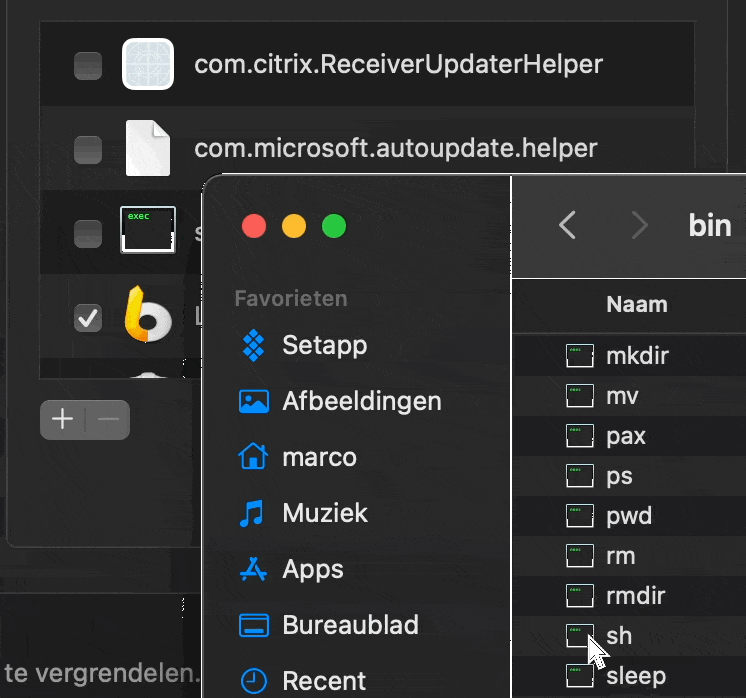 com.citrix.ReceiverUpdaterHelper
com.microsoft.autoupdate.helper
exec
te vergrendelen.
Favorieten
Setapp
Afbeeldingen
marco
Muziek
Apps
Bureaublad
Recent
bin
Naam
mkdir
mv
pax
ps
pwd
rm
rmdir
sh
sleep